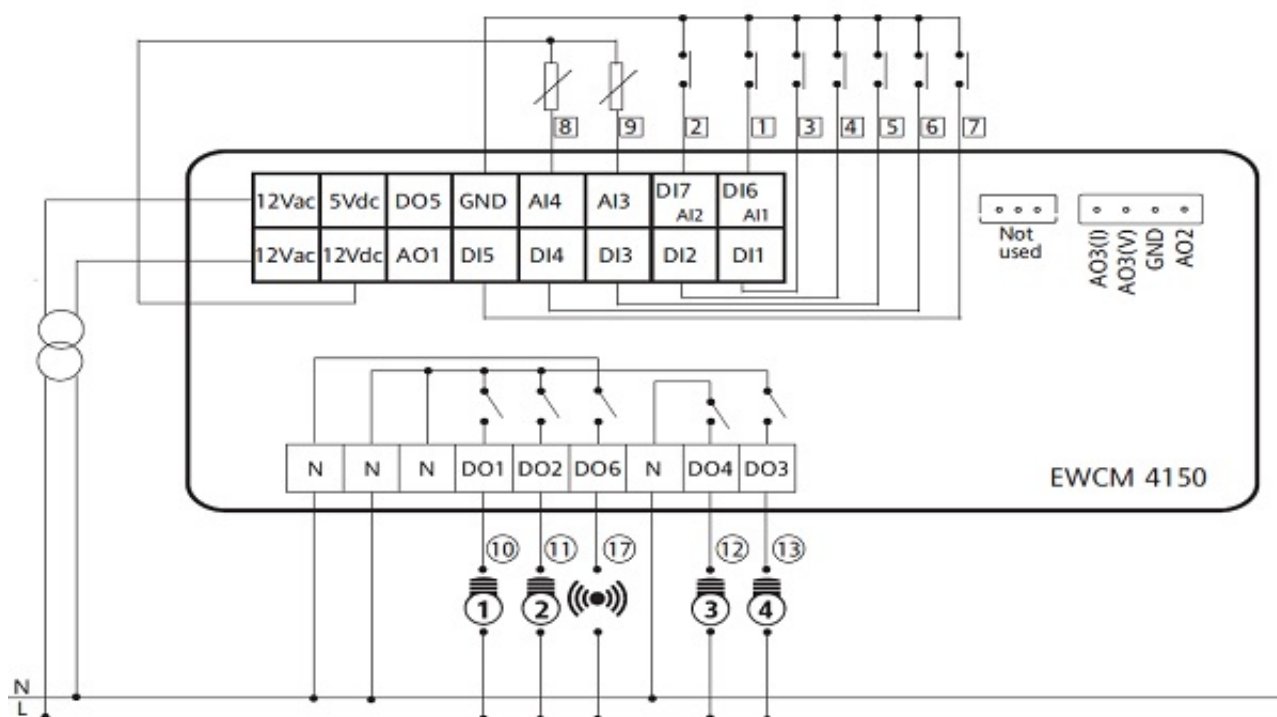 8 9 2 1 3 4 5 6 7
12Vac 5Vdc DO5 GND AI4 AI3 DI7 AI2 DI6 AI1
12Vac 12Vdc AO1 DI5 DI4 DI3 DI2 DI1
Not
used
AO3(I)
AO3(V)
GND
AO2
N N N DO1 DO2 DO6 N DO4 DO3
EWCM 4150
10 11 17 12 13
1 2 3 4
N
L